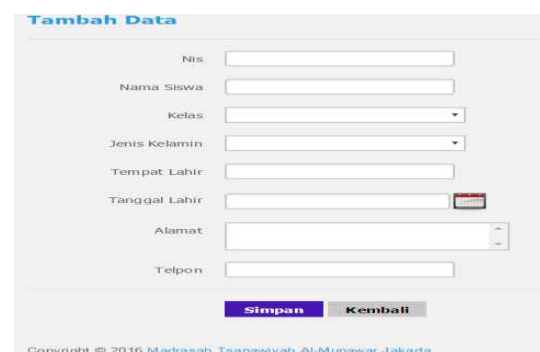 Tambah Data
Nis
Nama Siswa
Kelas
Jenis Kelamin
Tempat Lahir
Tanggal Lahir
Alamat
Telpon
Simpan Kembali
Copyright © 2016 Madrasah Tsanawiyah Al-Munawar Jakarta